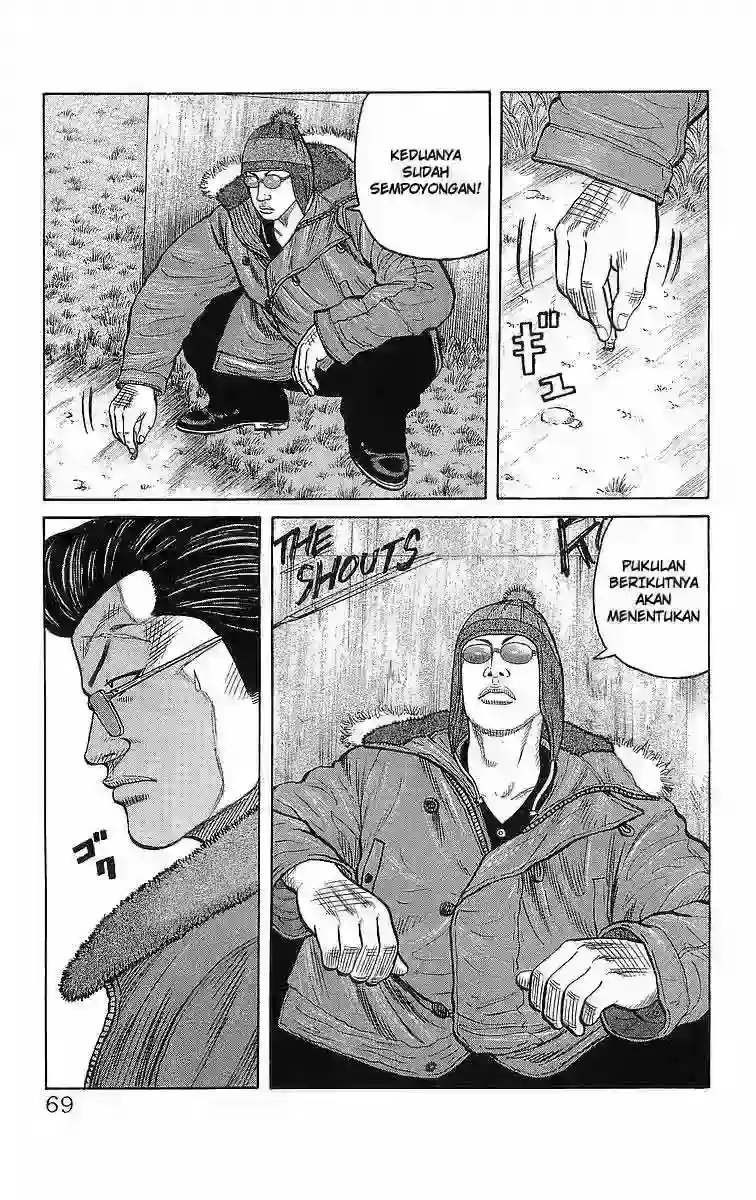 ギュ
KEDUANYA
SUDAH
SEMPOYONGAN!
PUKULAN
BERIKUTNYA
AKAN
MENENTUKAN
THE
SHOUTS
ゴク
69